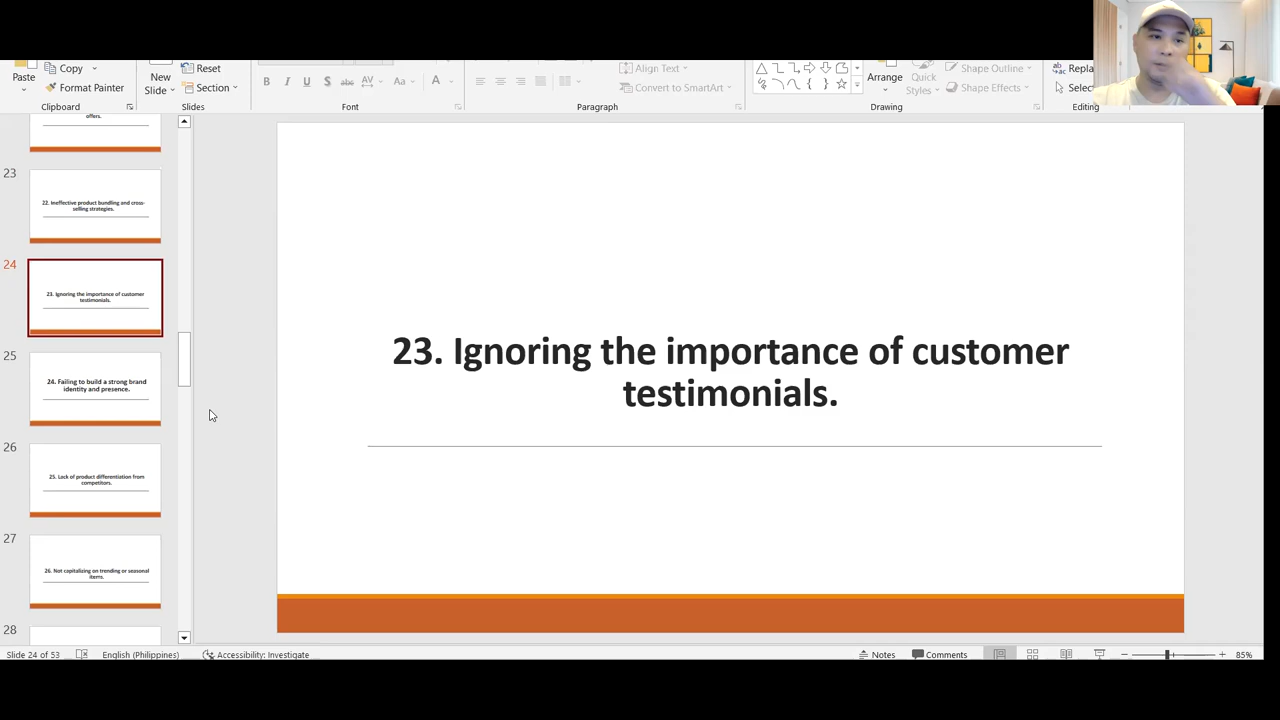 Paste
Copy
Format Painter
Clipboard
New
Slide
Reset
Section
Slides
B I U S abc AV Aa A
Font
Paragraph
Align Text
Convert to SmartArt
Arrange
Quick
Styles
Shape Outline
Shape Effects
Drawing
Editing
offers.
23
22. Ineffective product bundling and cross-
selling strategies.
24
23. Ignoring the importance of customer
testimonials.
25
24. Failing to build a strong brand
identity and presence.
26
25. Lack of product differentiation from
competitors.
27
26. Not capitalizing on trending or seasonal
items.
28
23. Ignoring the importance of customer
testimonials.
Slide 24 of 53
English (Philippines)
Accessibility: Investigate
Notes
Comments
85%